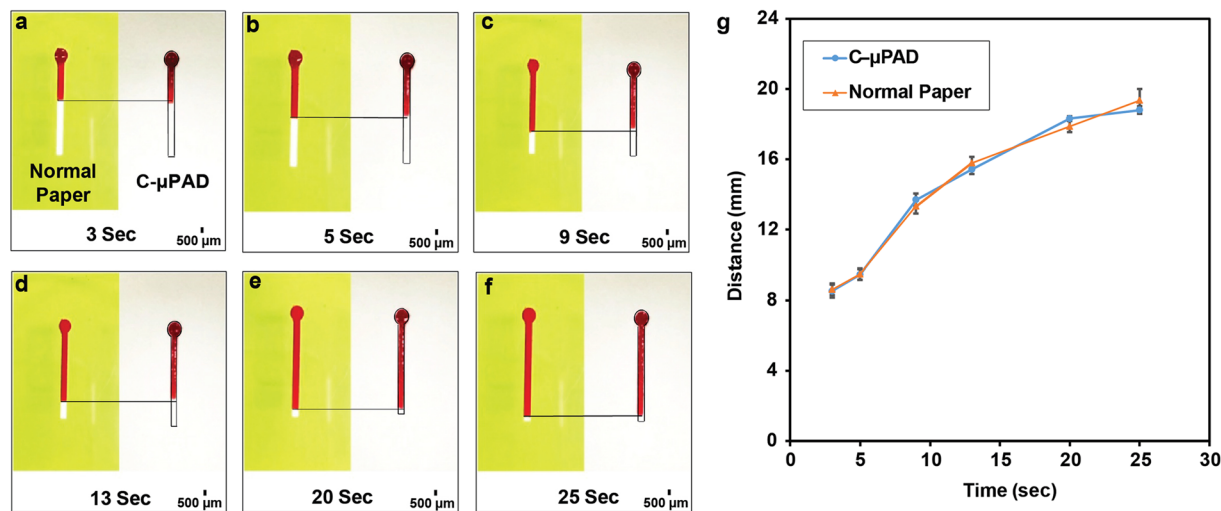 a
Normal
Paper
C-µPAD
3 Sec
500 µm
b
5 Sec
500 µm
c
9 Sec
500 µm
d
13 Sec
500 µm
e
20 Sec
500 µm
f
25 Sec
500 µm
g
C-µPAD
Normal Paper
Distance (mm)
24
20
16
12
8
4
0
0
5
10
15
20
25
30
Time (sec)